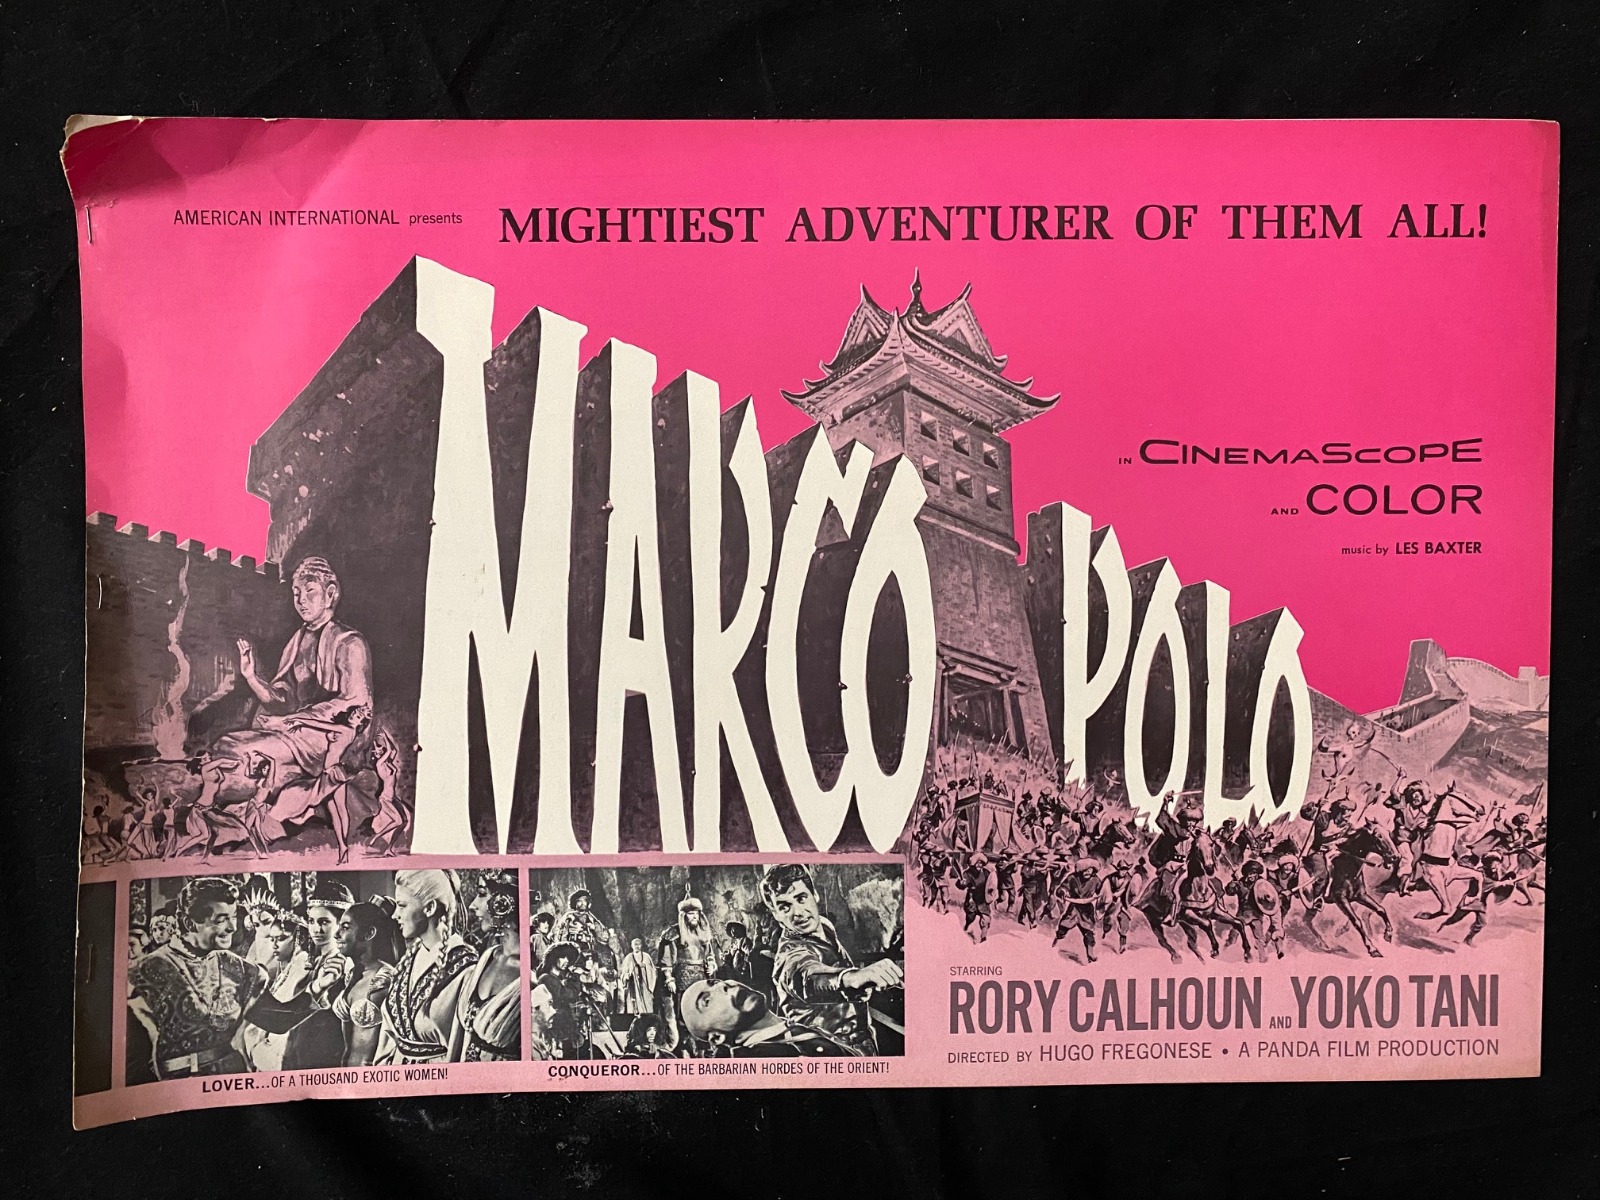 AMERICAN INTERNATIONAL presents MIGHTIEST ADVENTURER OF THEM ALL!
MARCO POLO
IN CINEMASCOPE
AND COLOR
music by LES BAXTER
STARRING
RORY CALHOUN AND YOKO TANI
DIRECTED BY HUGO FREGONESE • A PANDA FILM PRODUCTION
LOVER...OF A THOUSAND EXOTIC WOMEN!
CONQUEROR...OF THE BARBARIAN HORDES OF THE ORIENT!